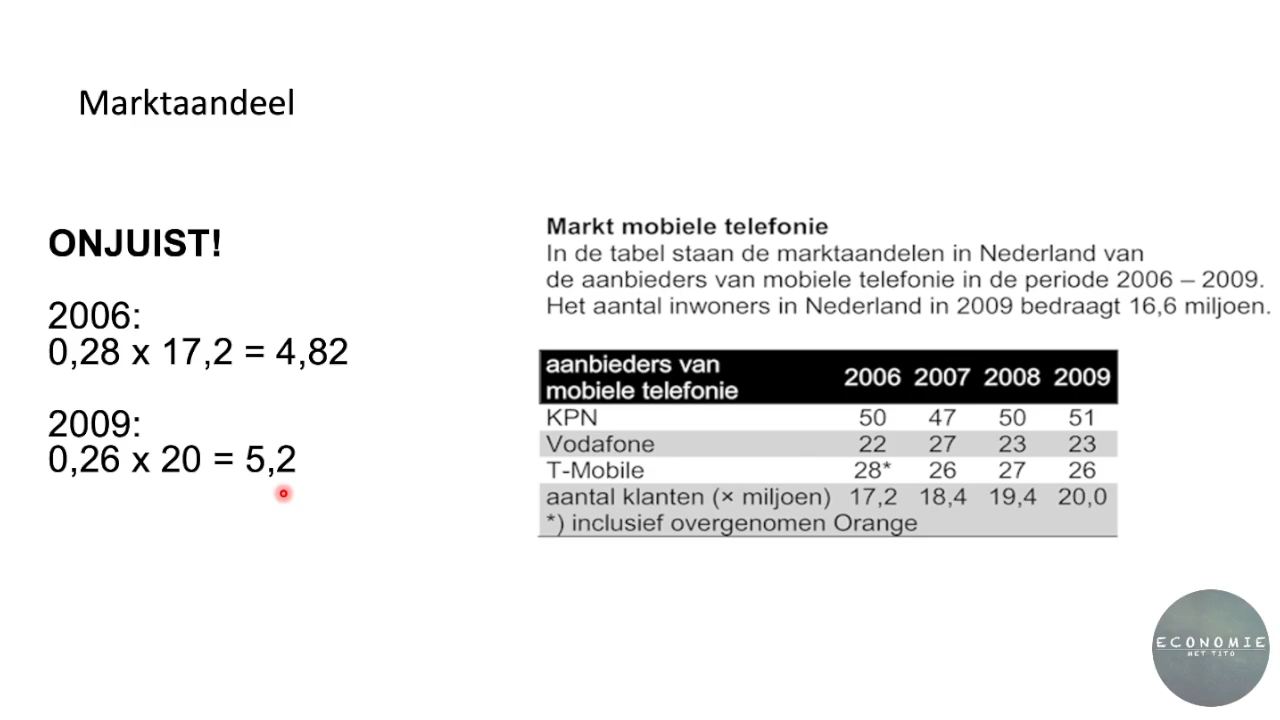 Marktaandeel
ONJUIST!
2006:
0,28 x 17,2 = 4,82
2009:
0,26 x 20 = 5,2
Markt mobiele telefonie
In de tabel staan de marktaandelen in Nederland van
de aanbieders van mobiele telefonie in de periode 2006 – 2009.
Het aantal inwoners in Nederland in 2009 bedraagt 16,6 miljoen.
aanbieders van
mobiele telefonie 2006 2007 2008 2009
KPN 50 47 50 51
Vodafone 22 27 23 23
T-Mobile 28* 26 27 26
aantal klanten (× miljoen) 17,2 18,4 19,4 20,0
*) inclusief overgenomen Orange
ECONOMIE
MET TITO